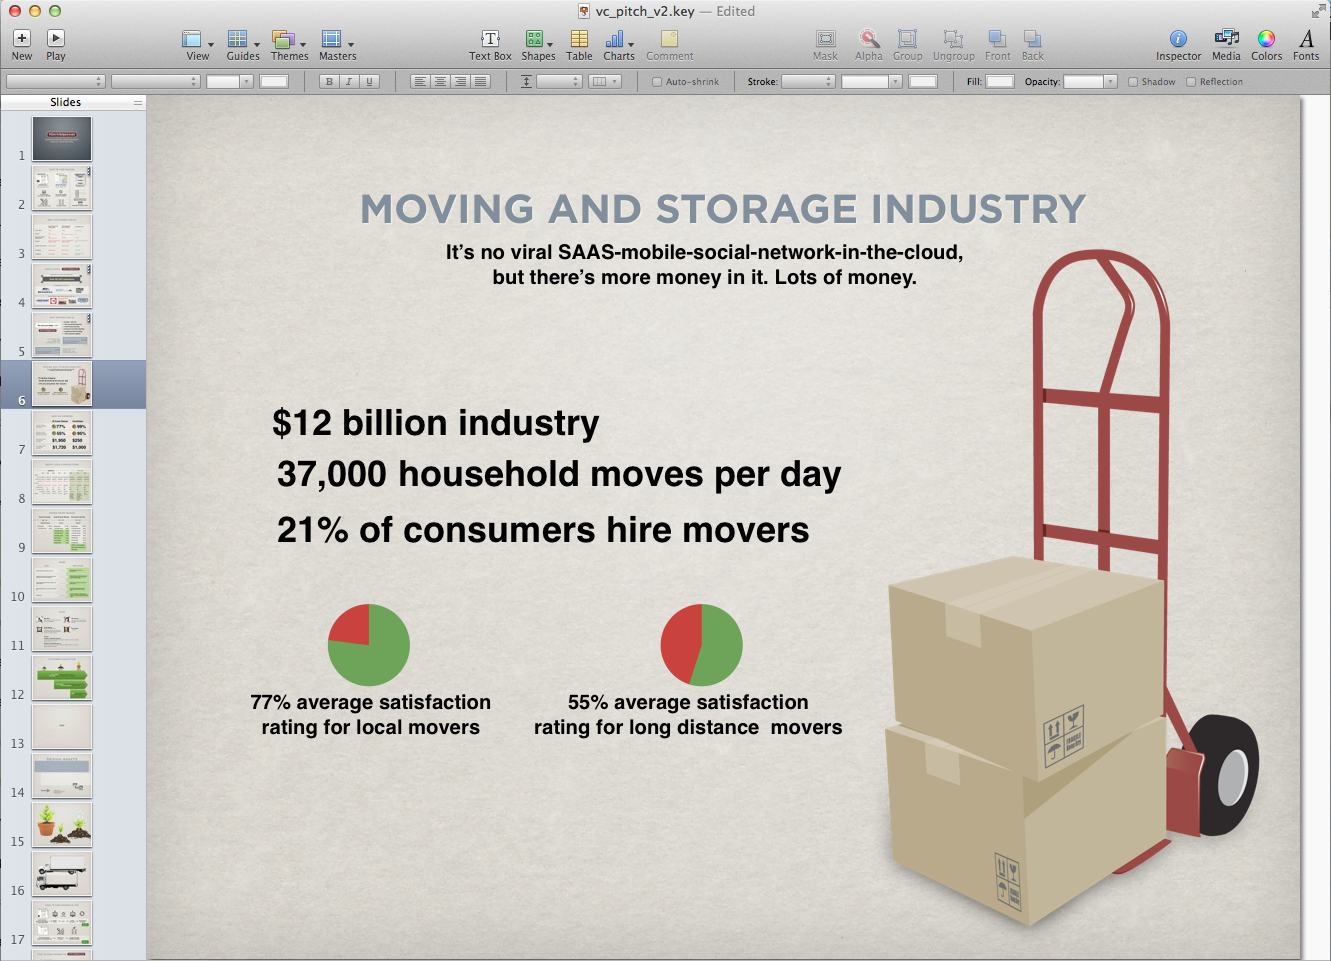 vc_pitch_v2.key — Edited
New
Play
View
Guides
Themes
Masters
Text Box
Shapes
Table
Charts
Comment
Mask
Alpha
Group
Ungroup
Front
Back
Inspector
Media
Colors
Fonts
B I U
Auto-shrink
Stroke:
Fill:
Opacity:
Shadow
Reflection
Slides
1
2
3
4
5
6
7
8
9
10
11
12
13
14
15
16
17
MOVING AND STORAGE INDUSTRY
It’s no viral SAAS-mobile-social-network-in-the-cloud,
but there’s more money in it. Lots of money.
$12 billion industry
37,000 household moves per day
21% of consumers hire movers
77% average satisfaction
rating for local movers
55% average satisfaction
rating for long distance movers